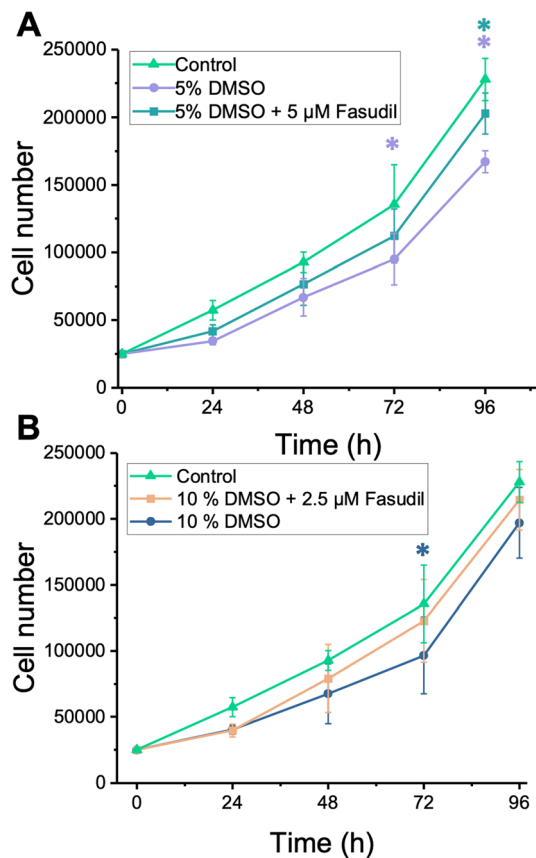 A
250000
200000
150000
100000
50000
0
Cell number
Control
5% DMSO
5% DMSO + 5 µM Fasudil
*
*
*
0 24 48 72 96
Time (h)
B
250000
200000
150000
100000
50000
0
Cell number
Control
10 % DMSO + 2.5 µM Fasudil
10 % DMSO
*
0 24 48 72 96
Time (h)